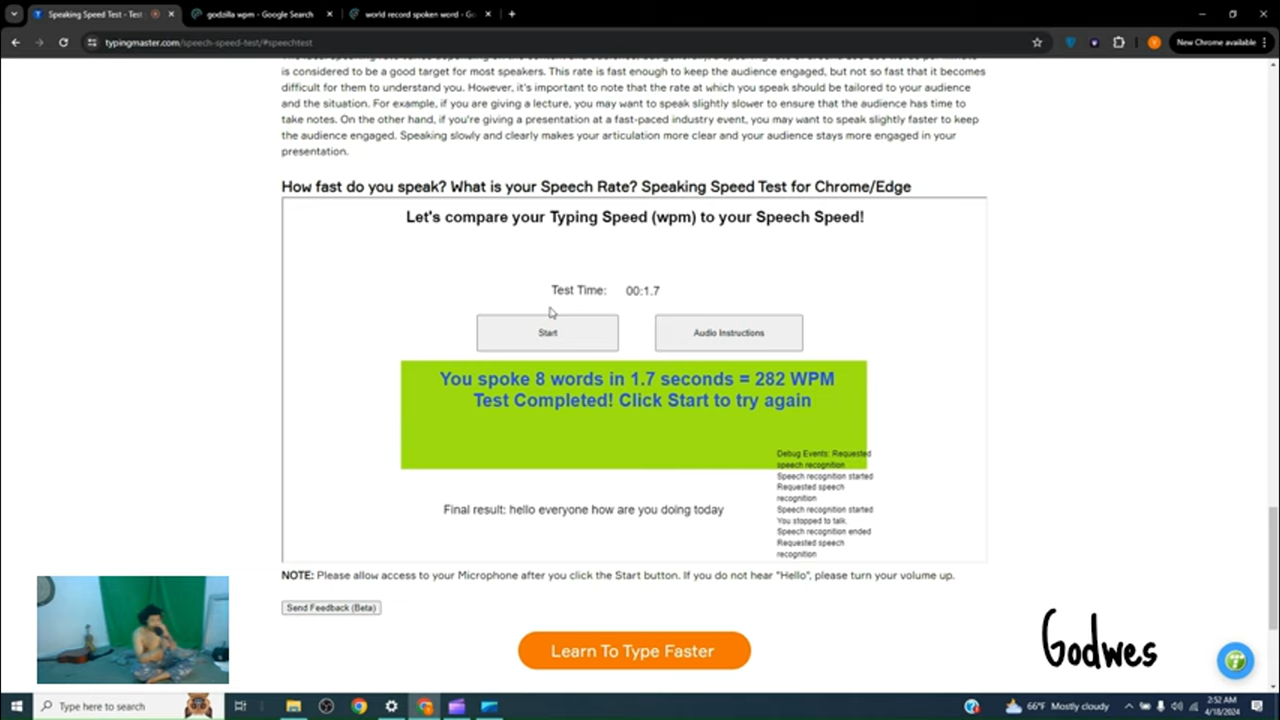 Speaking Speed Test - Test
godzilla wpm - Google Search
world record spoken word - Go
typingmaster.com/speech-speed-test/#speechtest
New Chrome available
is considered to be a good target for most speakers. This rate is fast enough to keep the audience engaged, but not so fast that it becomes
difficult for them to understand you. However, it's important to note that the rate at which you speak should be tailored to your audience
and the situation. For example, if you are giving a lecture, you may want to speak slightly slower to ensure that the audience has time to
take notes. On the other hand, if you're giving a presentation at a fast-paced industry event, you may want to speak slightly faster to keep
the audience engaged. Speaking slowly and clearly makes your articulation more clear and your audience stays more engaged in your
presentation.
How fast do you speak? What is your Speech Rate? Speaking Speed Test for Chrome/Edge
Let's compare your Typing Speed (wpm) to your Speech Speed!
Test Time: 00:1.7
Start
Audio Instructions
You spoke 8 words in 1.7 seconds = 282 WPM
Test Completed! Click Start to try again
Debug Events: Requested
speech recognition
Speech recognition started
Requested speech
recognition
Speech recognition started
You stopped to talk.
Speech recognition ended
Requested speech
recognition
Final result: hello everyone how are you doing today
NOTE: Please allow access to your Microphone after you click the Start button. If you do not hear "Hello", please turn your volume up.
Send Feedback (Beta)
Learn To Type Faster
Godwes
Type here to search
66°F Mostly cloudy
2:52 AM
4/18/2024